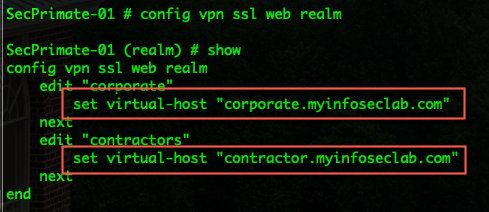 SecPrimate-01 # config vpn ssl web realm
SecPrimate-01 (realm) # show
config vpn ssl web realm
edit "corporate"
set virtual-host "corporate.myinfoseclab.com"
next
edit "contractors"
set virtual-host "contractor.myinfoseclab.com"
next
end